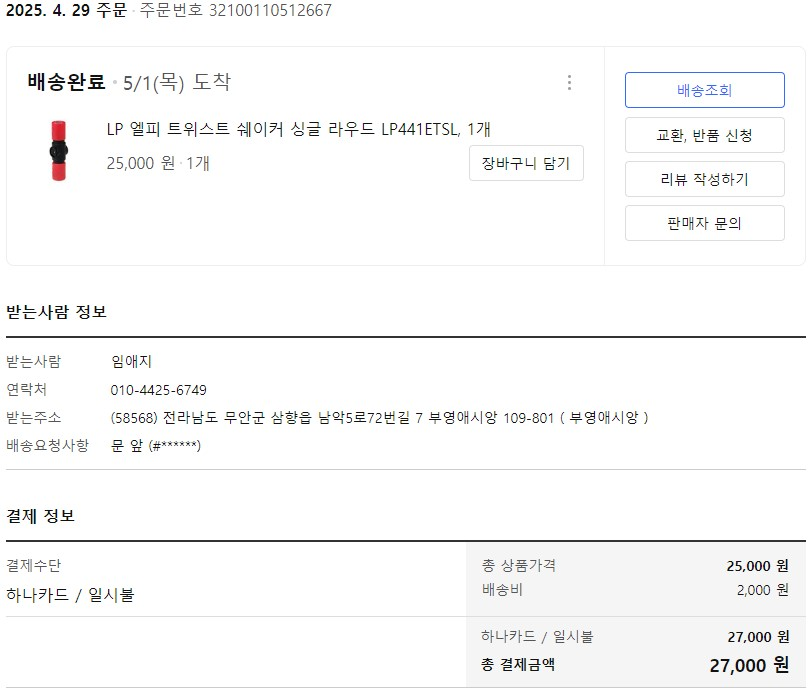 2025. 4. 29 주문 · 주문번호 32100110512667
배송완료 · 5/1(목) 도착
LP 엘피 트위스트 쉐이커 싱글 라우드 LP441ETSL, 1개
25,000 원 · 1개
장바구니 담기
배송조회
교환, 반품 신청
리뷰 작성하기
판매자 문의
받는사람 정보
받는사람 임애지
연락처 010-4425-6749
받는주소 (58568) 전라남도 무안군 삼향읍 남악5로72번길 7 부영애시앙 109-801 ( 부영애시앙 )
배송요청사항 문 앞 (#******)
결제 정보
결제수단
하나카드 / 일시불
총 상품가격 25,000 원
배송비 2,000 원
하나카드 / 일시불 27,000 원
총 결제금액 27,000 원